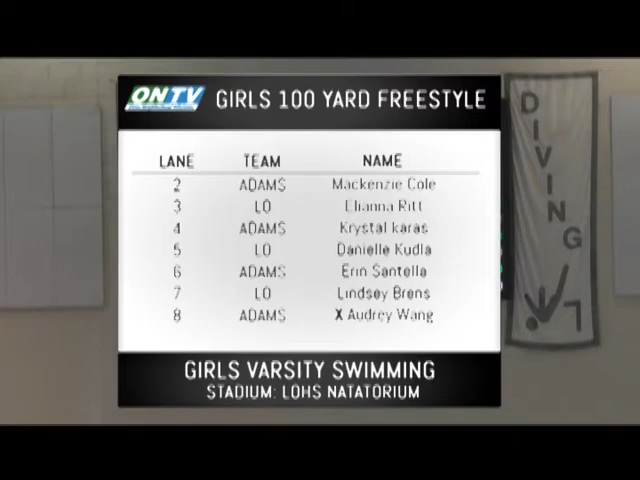 ONTV GIRLS 100 YARD FREESTYLE
LANE TEAM NAME
2 ADAMS Mackenzie Cole
3 LO Elianna Ritt
4 ADAMS Krystal karas
5 LO Danielle Kudla
6 ADAMS Erin Santella
7 LO Lindsey Brens
8 ADAMS X Audrey Wang
GIRLS VARSITY SWIMMING
STADIUM: LOHS NATATORIUM
DIVING